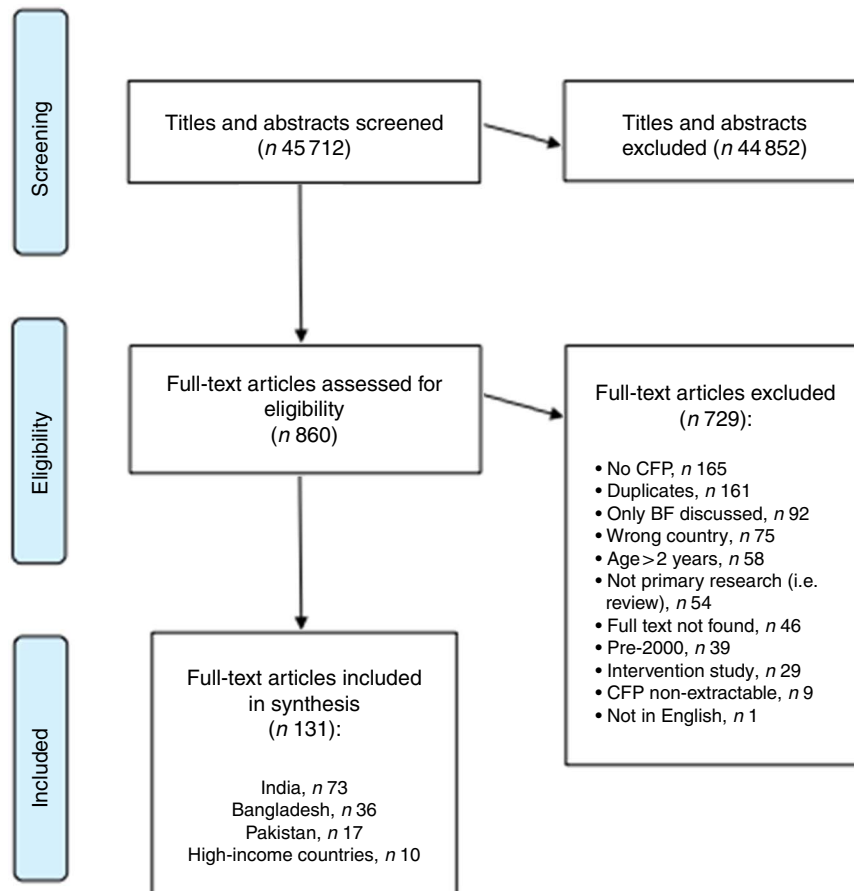 Screening
Titles and abstracts screened
(n 45 712)
Titles and abstracts
excluded (n 44 852)
Eligibility
Full-text articles assessed for
eligibility
(n 860)
Full-text articles excluded
(n 729):
• No CFP, n 165
• Duplicates, n 161
• Only BF discussed, n 92
• Wrong country, n 75
• Age > 2 years, n 58
• Not primary research (i.e.
review), n 54
• Full text not found, n 46
• Pre-2000, n 39
• Intervention study, n 29
• CFP non-extractable, n 9
• Not in English, n 1
Included
Full-text articles included
in synthesis
(n 131):
India, n 73
Bangladesh, n 36
Pakistan, n 17
High-income countries, n 10